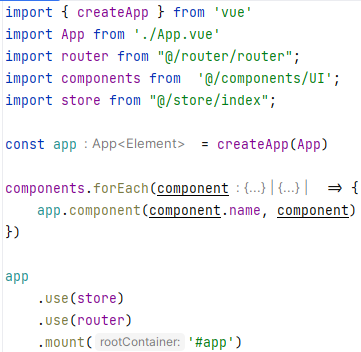 import { createApp } from 'vue'
import App from './App.vue'
import router from "@/router/router";
import components from  '@/components/UI';
import store from "@/store/index";
const app : App<Element>  = createApp(App)
components.forEach(component : {...} | {...} |  => {
    app.component(component.name, component)
})
app
    .use(store)
    .use(router)
    .mount( rootContainer: '#app')